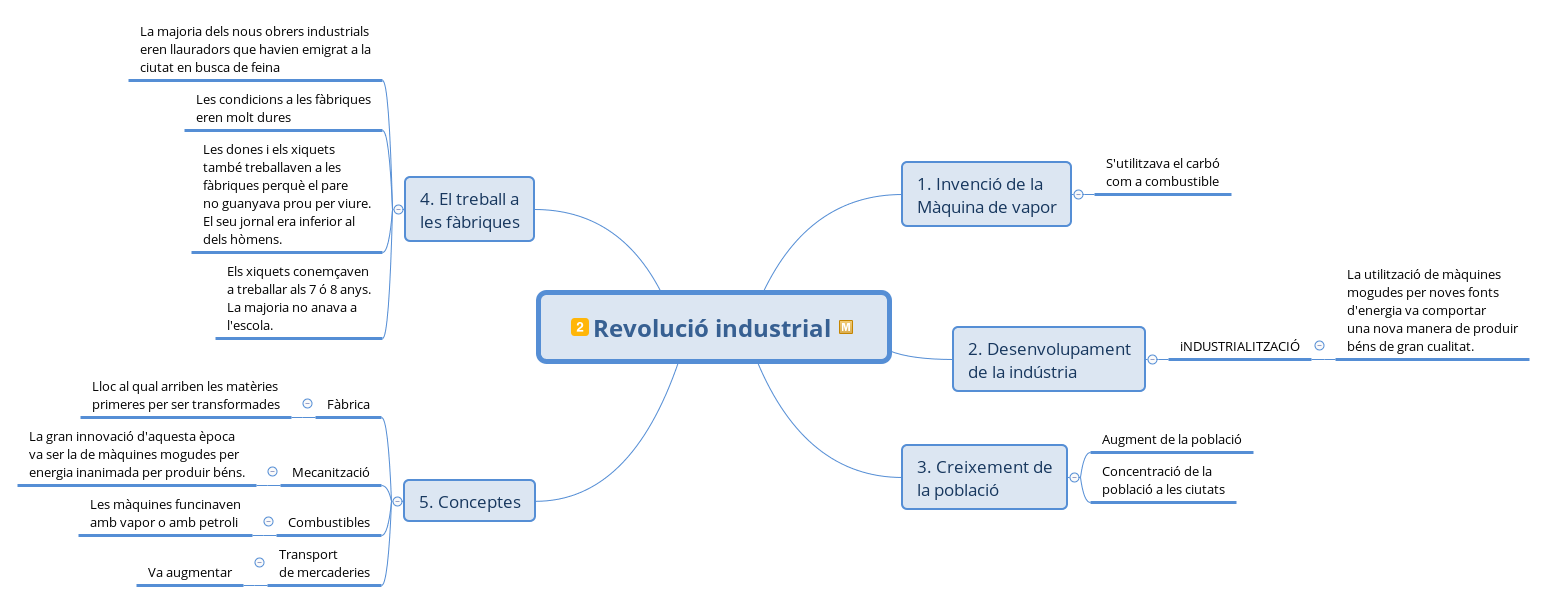 2 Revolució industrial M
1. Invenció de la
Màquina de vapor
S'utilitzava el carbó
com a combustible
2. Desenvolupament
de la indústria
iNDUSTRIALITZACIÓ
La utilització de màquines
mogudes per noves fonts
d'energia va comportar
una nova manera de produir
béns de gran cualitat.
3. Creixement de
la població
Augment de la població
Concentració de la
població a les ciutats
4. El treball a
les fàbriques
La majoria dels nous obrers industrials
eren llauradors que havien emigrat a la
ciutat en busca de feina
Les condicions a les fàbriques
eren molt dures
Les dones i els xiquets
també treballaven a les
fàbriques perquè el pare
no guanyava prou per viure.
El seu jornal era inferior al
dels hòmens.
Els xiquets conemçaven
a treballar als 7 ó 8 anys.
La majoria no anava a
l'escola.
5. Conceptes
Fàbrica
Lloc al qual arriben les matèries
primeres per ser transformades
Mecanització
La gran innovació d'aquesta època
va ser la de màquines mogudes per
energia inanimada per produir béns.
Combustibles
Les màquines funcinaven
amb vapor o amb petroli
Transport
de mercaderies
Va augmentar